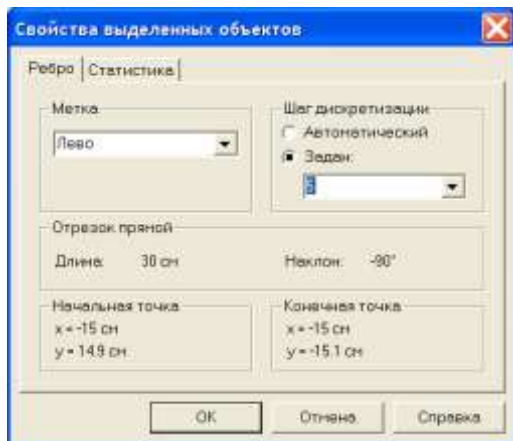 Свойства выделенных объектов
Ребро Статистика
Метка
Шаг дискретизации
Лево
Автоматический
Задан:
5
Отрезок прямой
Длина: 30 см Наклон: -90°
Начальная точка
Конечная точка
x = -15 см
x = -15 см
y = 14.9 см
y = -15.1 см
OK Отмена Справка